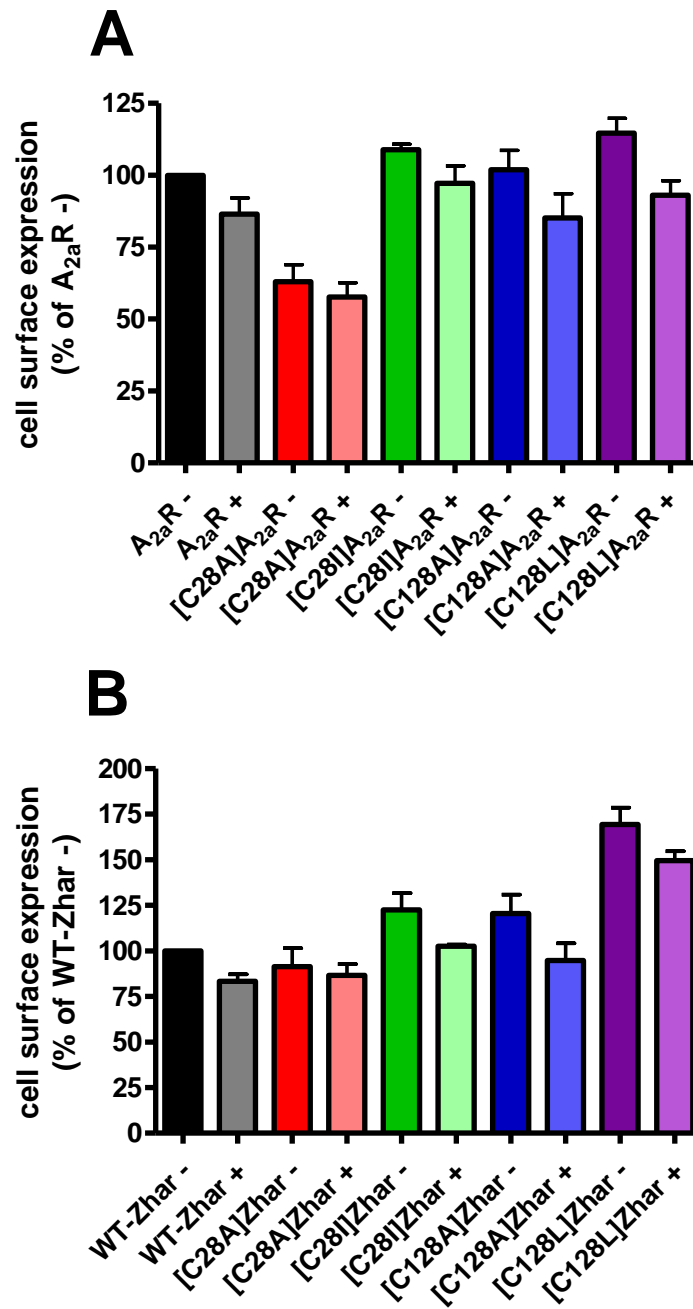 A
cell surface expression
(% of A₂ₐR -)
125
100
75
50
25
0
A₂ₐR -
A₂ₐR +
[C28A]A₂ₐR -
[C28A]A₂ₐR +
[C28I]A₂ₐR -
[C28I]A₂ₐR +
[C128A]A₂ₐR -
[C128A]A₂ₐR +
[C128L]A₂ₐR -
[C128L]A₂ₐR +
B
cell surface expression
(% of WT-Zhar -)
200
175
150
125
100
75
50
25
0
WT-Zhar -
WT-Zhar +
[C28A]Zhar -
[C28A]Zhar +
[C28I]Zhar -
[C28I]Zhar +
[C128A]Zhar -
[C128A]Zhar +
[C128L]Zhar -
[C128L]Zhar +